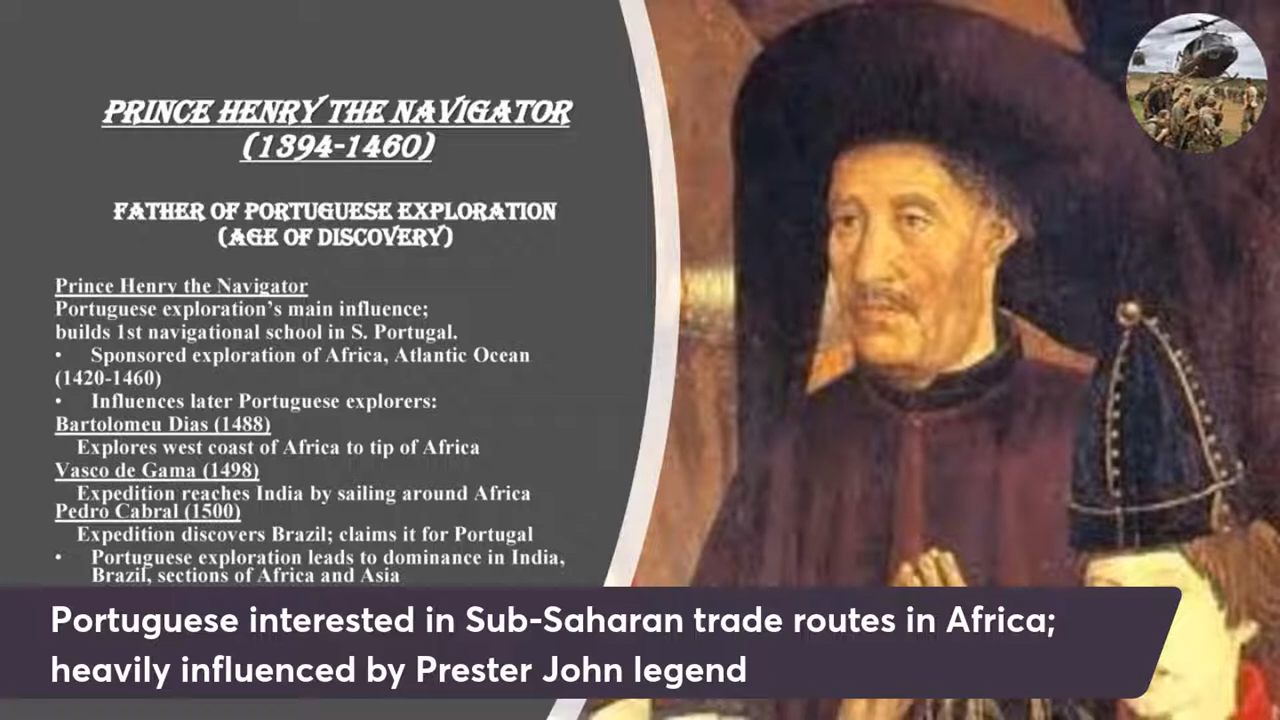 PRINCE HENRY THE NAVIGATOR
(1394-1460)
FATHER OF PORTUGUESE EXPLORATION
(AGE OF DISCOVERY)
Prince Henry the Navigator
Portuguese exploration's main influence;
builds 1st navigational school in S. Portugal.
• Sponsored exploration of Africa, Atlantic Ocean
(1420-1460)
• Influences later Portuguese explorers:
Bartolomeu Dias (1488)
Explores west coast of Africa to tip of Africa
Vasco de Gama (1498)
Expedition reaches India by sailing around Africa
Pedro Cabral (1500)
Expedition discovers Brazil; claims it for Portugal
• Portuguese exploration leads to dominance in India,
Brazil, sections of Africa and Asia
Portuguese interested in Sub-Saharan trade routes in Africa;
heavily influenced by Prester John legend